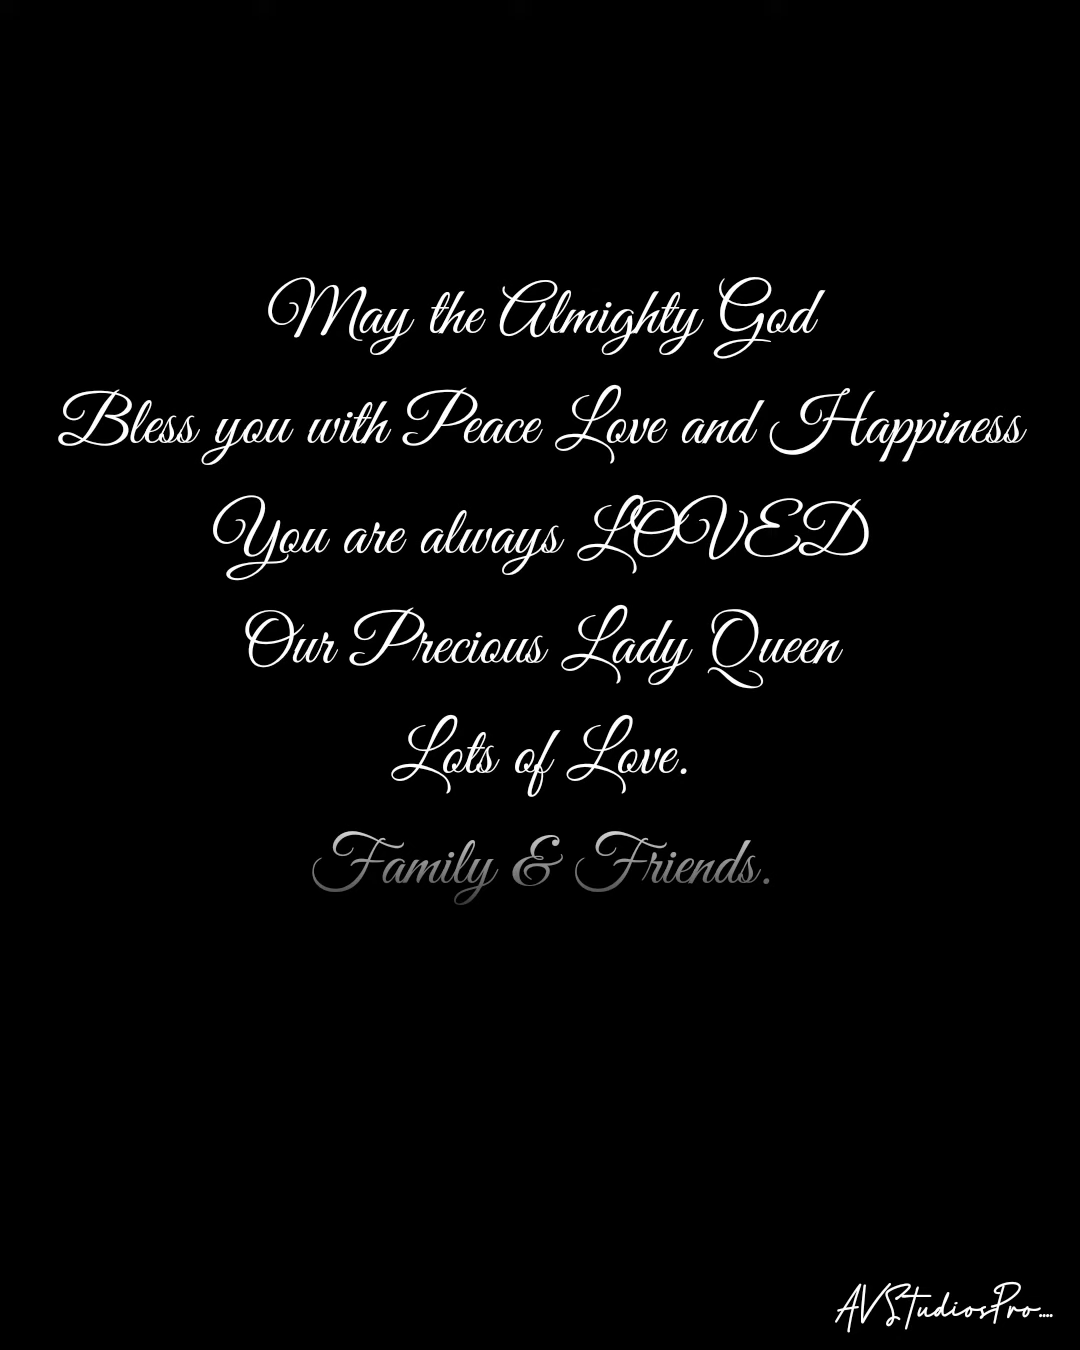 May the Almighty God
Bless you with Peace Love and Happiness
You are always LOVED
Our Precious Lady Queen
Lots of Love.
Family & Friends.
AVStudiosPro....